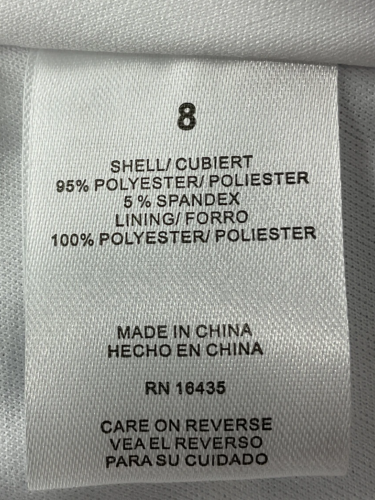 8
SHELL/ CUBIERT
95% POLYESTER/ POLIESTER
5 % SPANDEX
LINING/ FORRO
100% POLYESTER/ POLIESTER
MADE IN CHINA
HECHO EN CHINA
RN 16435
CARE ON REVERSE
VEA EL REVERSO
PARA SU CUIDADO